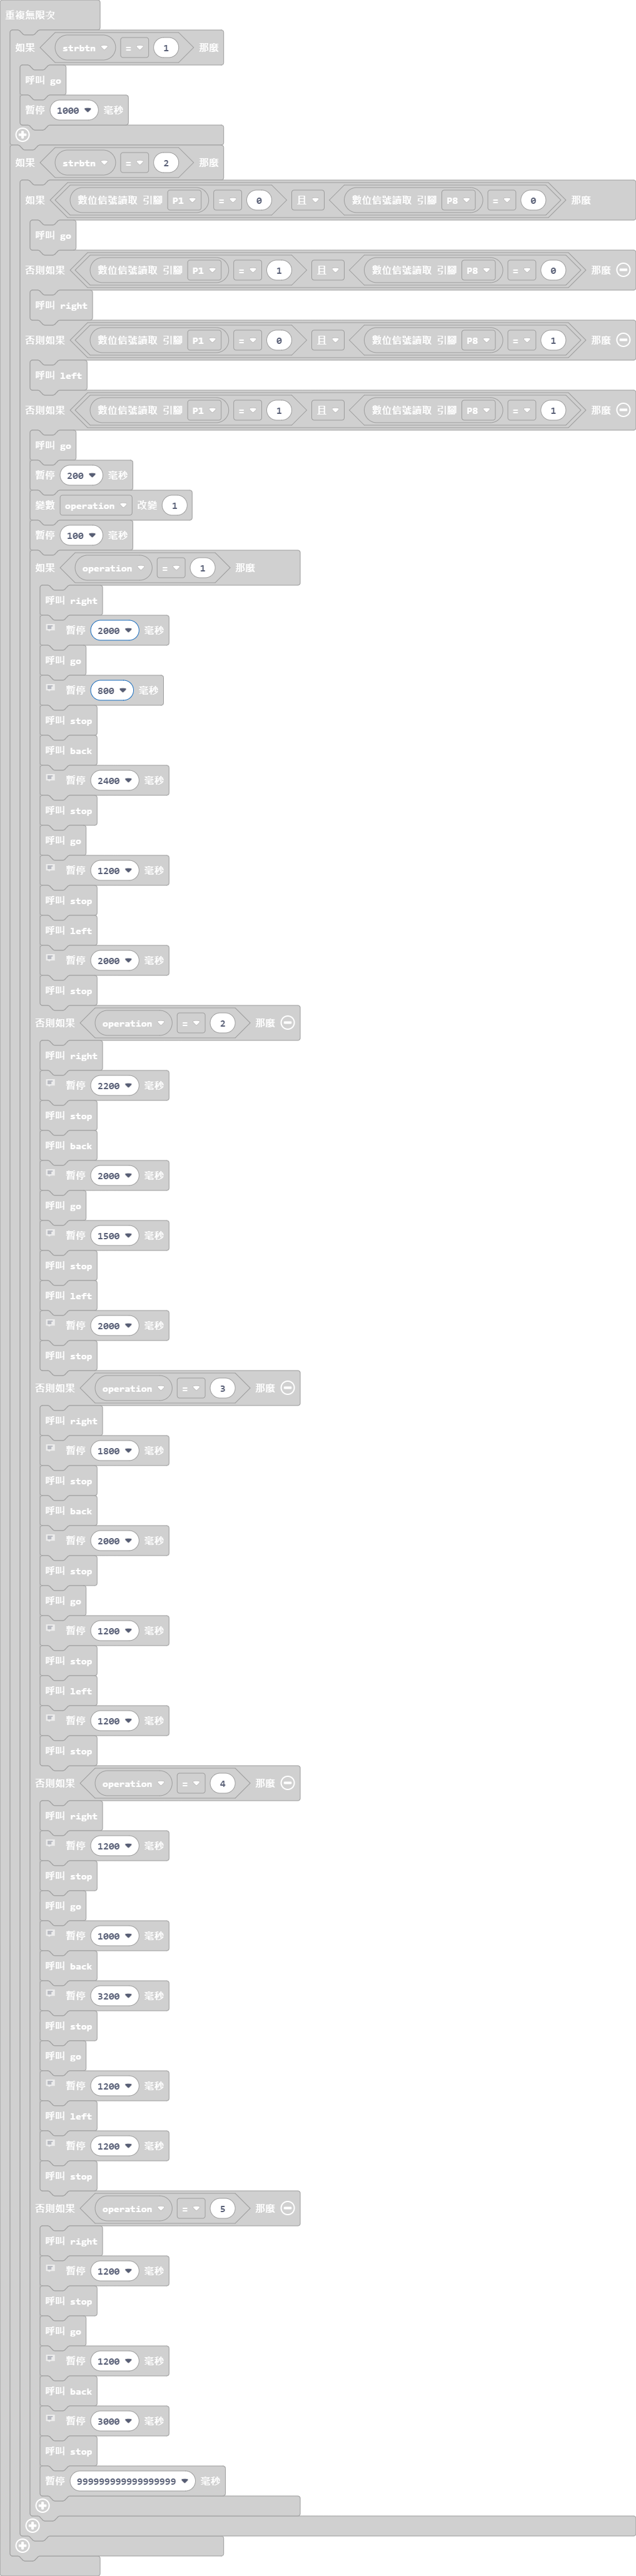 重複無限次
如果 strbtn = 1 那麼
呼叫 go
暫停 1000 毫秒
如果 strbtn = 2 那麼
如果 數位信號讀取 引腳 P1 = 0 且 數位信號讀取 引腳 P8 = 0 那麼
呼叫 go
否則如果 數位信號讀取 引腳 P1 = 1 且 數位信號讀取 引腳 P8 = 0 那麼
呼叫 right
否則如果 數位信號讀取 引腳 P1 = 0 且 數位信號讀取 引腳 P8 = 1 那麼
呼叫 left
否則如果 數位信號讀取 引腳 P1 = 1 且 數位信號讀取 引腳 P8 = 1 那麼
呼叫 go
暫停 200 毫秒
變數 operation 改變 1
暫停 100 毫秒
如果 operation = 1 那麼
呼叫 right
暫停 2000 毫秒
呼叫 go
暫停 800 毫秒
呼叫 stop
呼叫 back
暫停 2400 毫秒
呼叫 stop
呼叫 go
暫停 1200 毫秒
呼叫 stop
呼叫 left
暫停 2000 毫秒
呼叫 stop
否則如果 operation = 2 那麼
呼叫 right
暫停 2200 毫秒
呼叫 stop
呼叫 back
暫停 2000 毫秒
呼叫 go
暫停 1500 毫秒
呼叫 stop
呼叫 left
暫停 2000 毫秒
呼叫 stop
否則如果 operation = 3 那麼
呼叫 right
暫停 1800 毫秒
呼叫 stop
呼叫 back
暫停 2000 毫秒
呼叫 stop
呼叫 go
暫停 1200 毫秒
呼叫 stop
呼叫 left
暫停 1200 毫秒
呼叫 stop
否則如果 operation = 4 那麼
呼叫 right
暫停 1200 毫秒
呼叫 stop
呼叫 go
暫停 1000 毫秒
呼叫 back
暫停 3200 毫秒
呼叫 stop
呼叫 go
暫停 1200 毫秒
呼叫 left
暫停 1200 毫秒
呼叫 stop
否則如果 operation = 5 那麼
呼叫 right
暫停 1200 毫秒
呼叫 stop
呼叫 go
暫停 1200 毫秒
呼叫 back
暫停 3000 毫秒
呼叫 stop
暫停 999999999999999999 毫秒